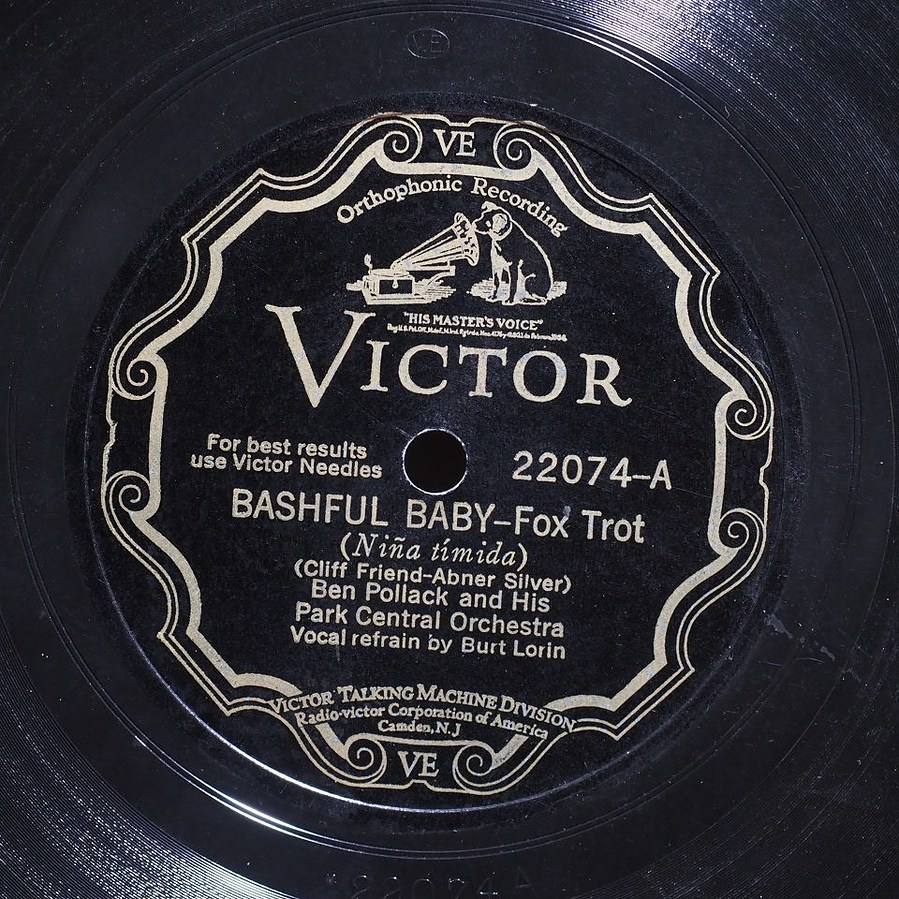 VE
VE
Orthophonic Recording
"HIS MASTER'S VOICE"
VICTOR
For best results
use Victor Needles
22074-A
BASHFUL BABY-Fox Trot
(Niña tímida)
(Cliff Friend-Abner Silver)
Ben Pollack and His
Park Central Orchestra
Vocal refrain by Burt Lorin
VICTOR TALKING MACHINE DIVISION
Radio-victor Corporation of America
Camden, N.J
VE